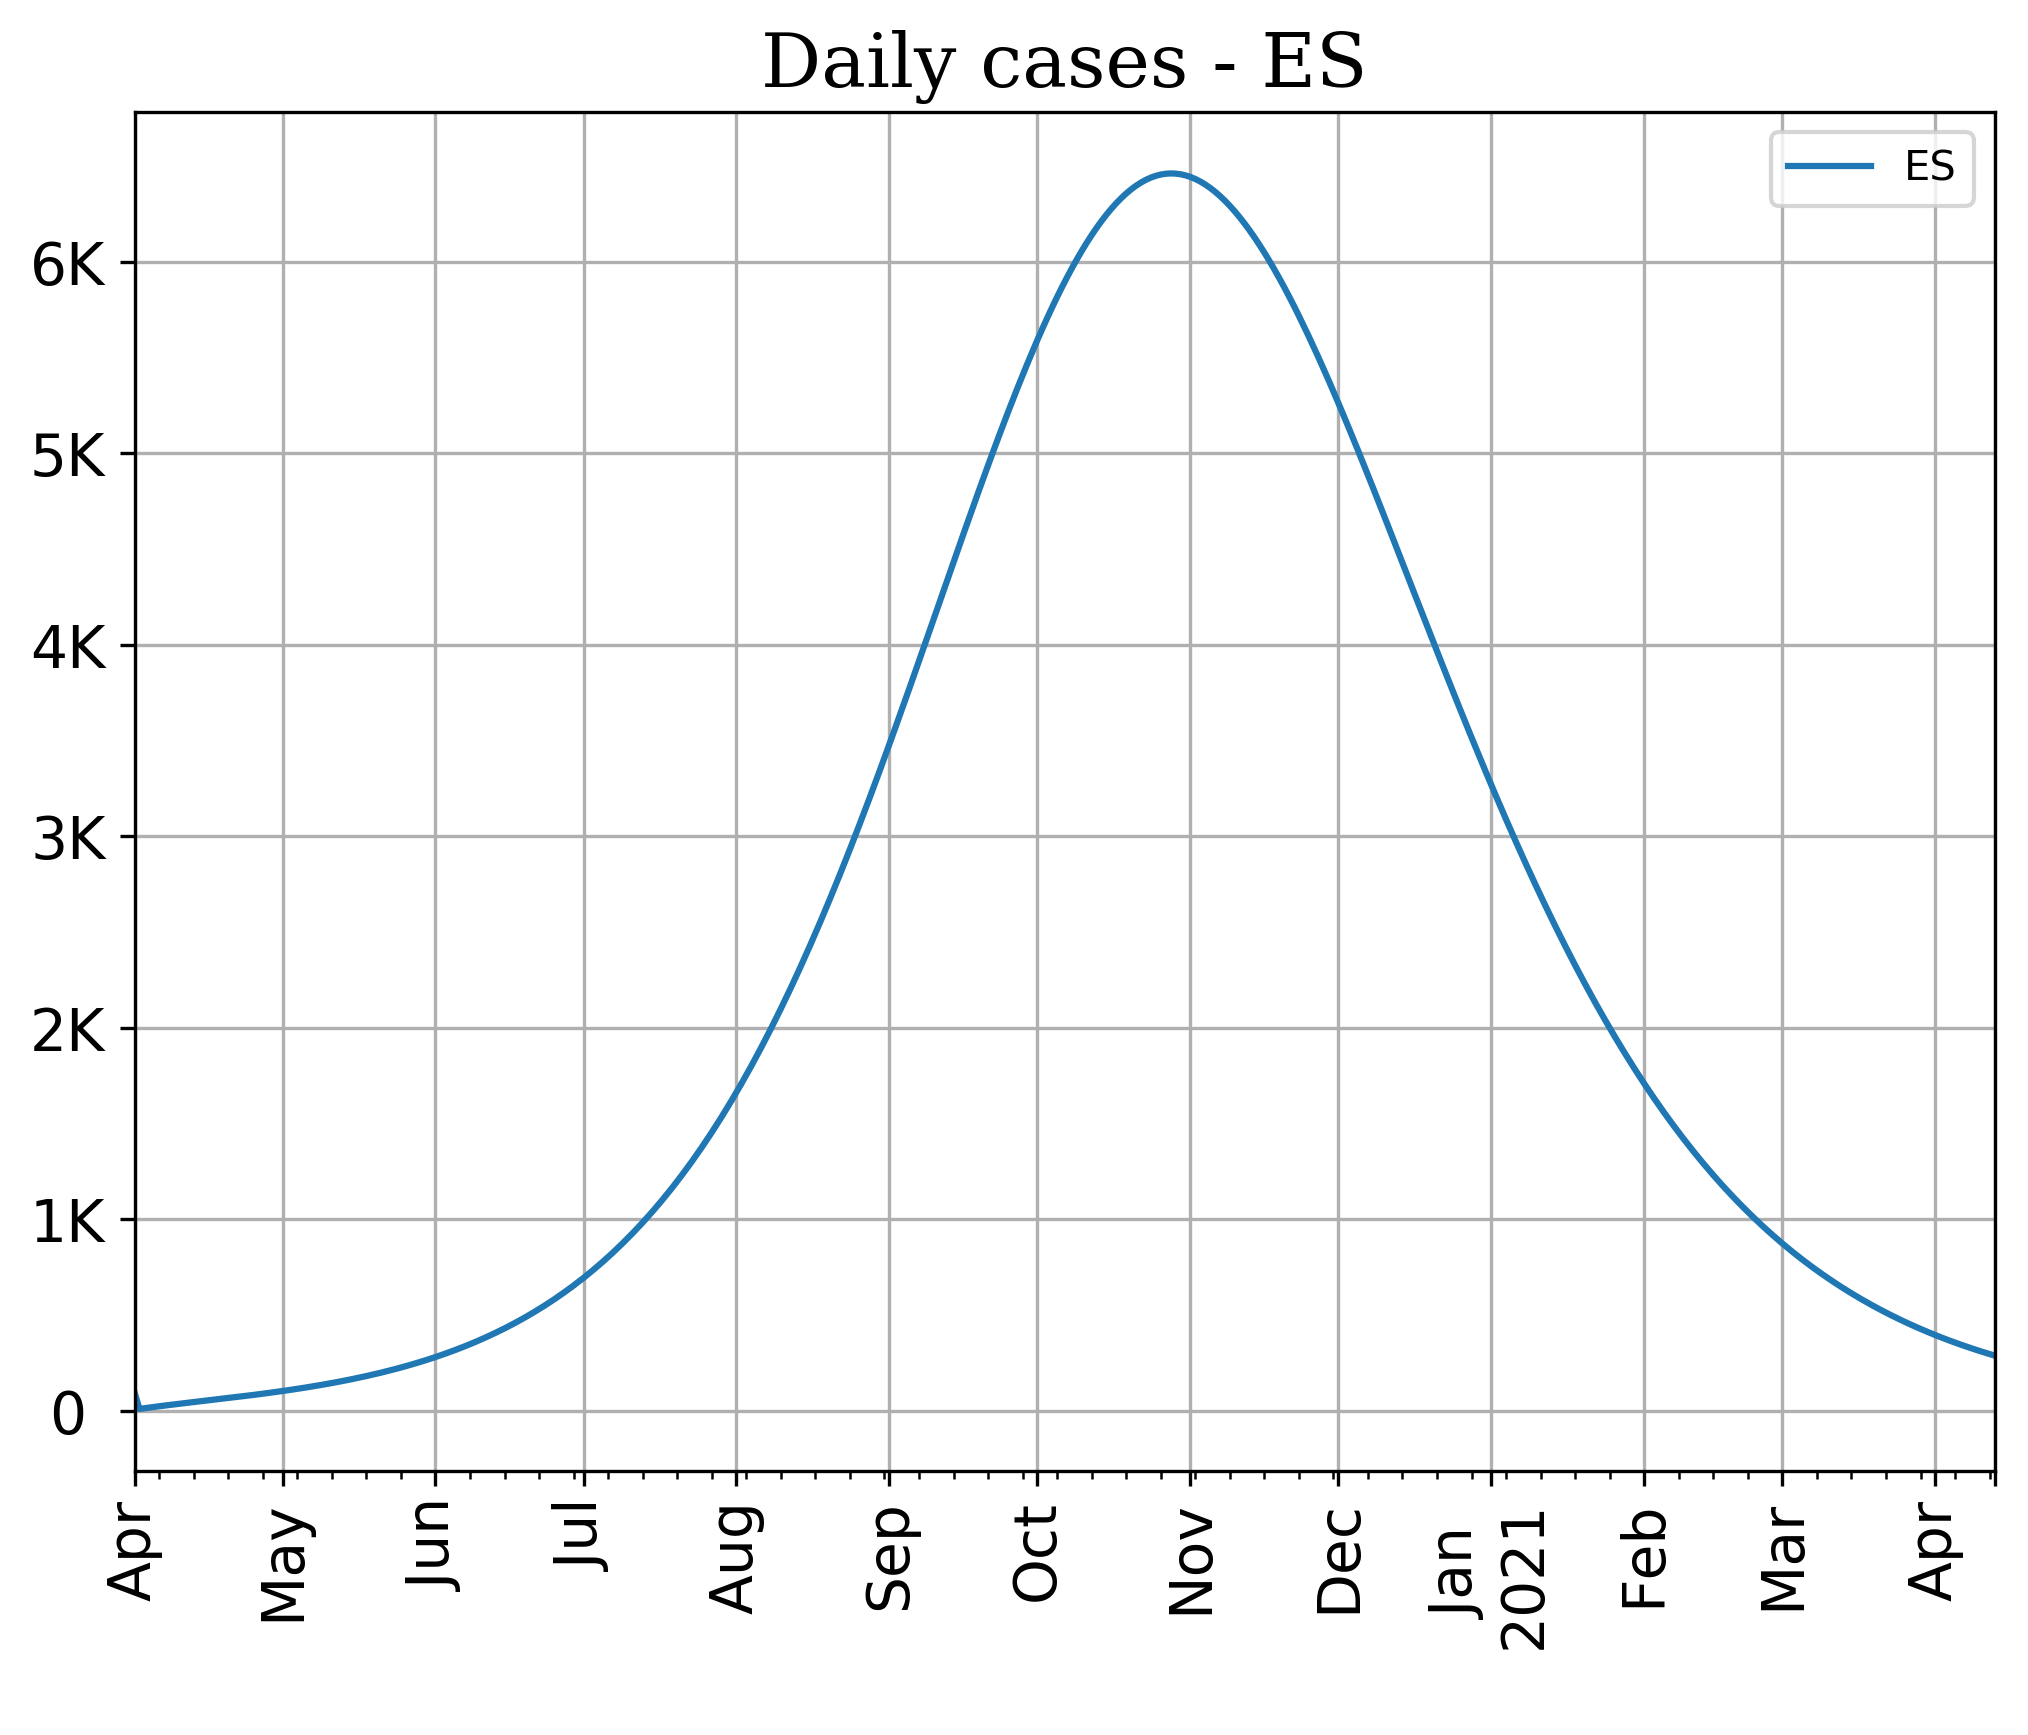 Daily cases - ES
ES
6K
5K
4K
3K
2K
1K
0
Apr
May
Jun
Jul
Aug
Sep
Oct
Nov
Dec
Jan
2021
Feb
Mar
Apr